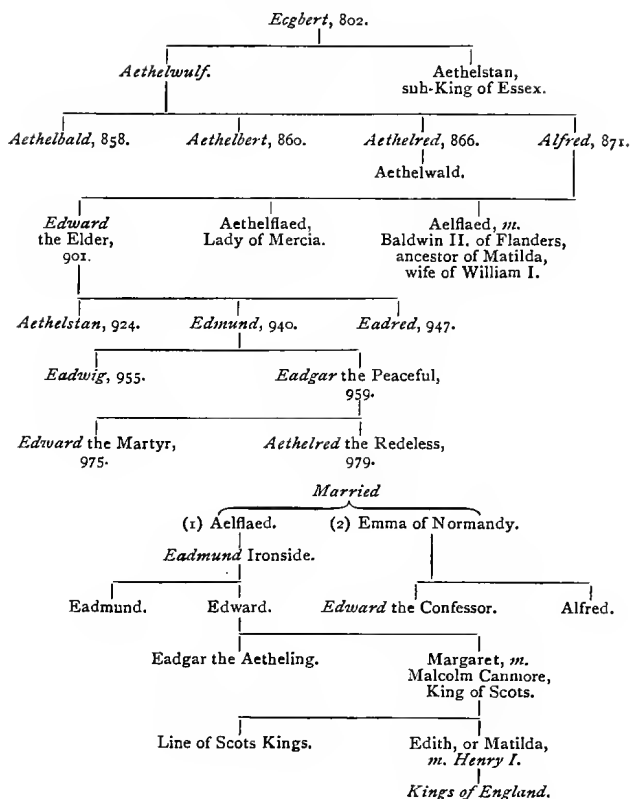 Ecgbert, 802.
Aethelwulf. Aethelstan,
sub-King of Essex.
Aethelbald, 858. Aethelbert, 860. Aethelred, 866. Alfred, 871.
Aethelwald.
Edward
the Elder,
901.
Aethelflaed,
Lady of Mercia.
Aelflaed, m.
Baldwin II. of Flanders,
ancestor of Matilda,
wife of William I.
Aethelstan, 924. Edmund, 940. Eadred, 947.
Eadwig, 955. Eadgar the Peaceful,
959.
Edward the Martyr,
975.
Aethelred the Redeless,
979.
Married
(1) Aelflaed. (2) Emma of Normandy.
Eadmund Ironside.
Eadmund. Edward. Edward the Confessor. Alfred.
Eadgar the Aetheling. Margaret, m.
Malcolm Canmore,
King of Scots.
Line of Scots Kings. Edith, or Matilda,
m. Henry I.
Kings of England.